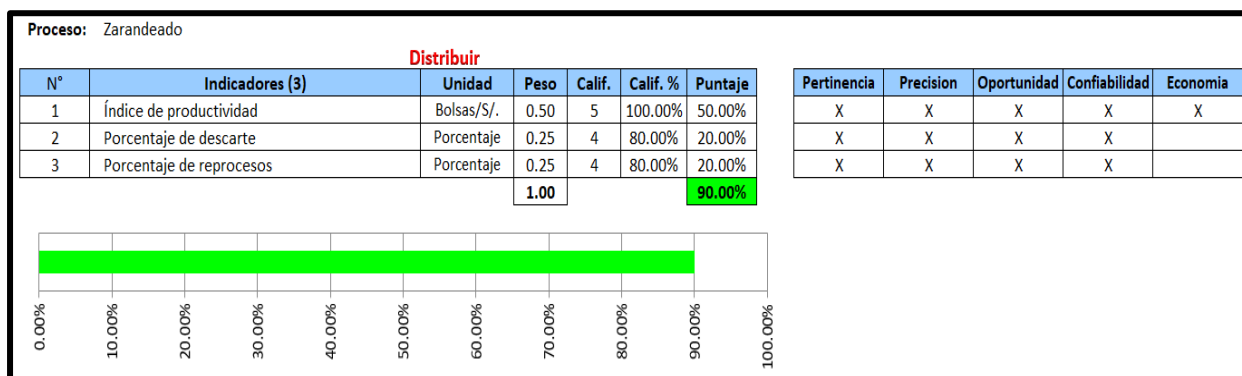 Proceso: Zarandeado
Distribuir
N° Indicadores (3) Unidad Peso Calif. Calif. % Puntaje Pertinencia Precision Oportunidad Confiabilidad Economia
1 Índice de productividad Bolsas/S/. 0.50 5 100.00% 50.00% X X X X X
2 Porcentaje de descarte Porcentaje 0.25 4 80.00% 20.00% X X X X
3 Porcentaje de reprocesos Porcentaje 0.25 4 80.00% 20.00% X X X X
1.00 90.00%
0.00% 10.00% 20.00% 30.00% 40.00% 50.00% 60.00% 70.00% 80.00% 90.00% 100.00%